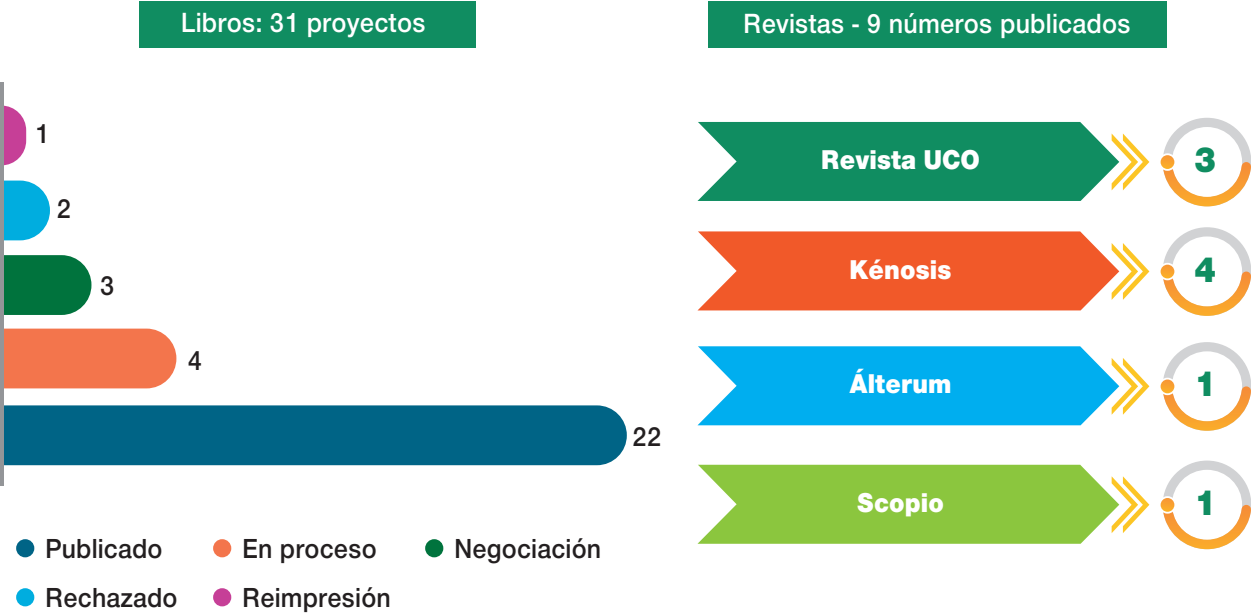 Libros: 31 proyectos
1
2
3
4
22
Publicado
En proceso
Negociación
Rechazado
Reimpresión
Revistas - 9 números publicados
Revista UCO
3
Kénosis
4
Álterum
1
Scopio
1